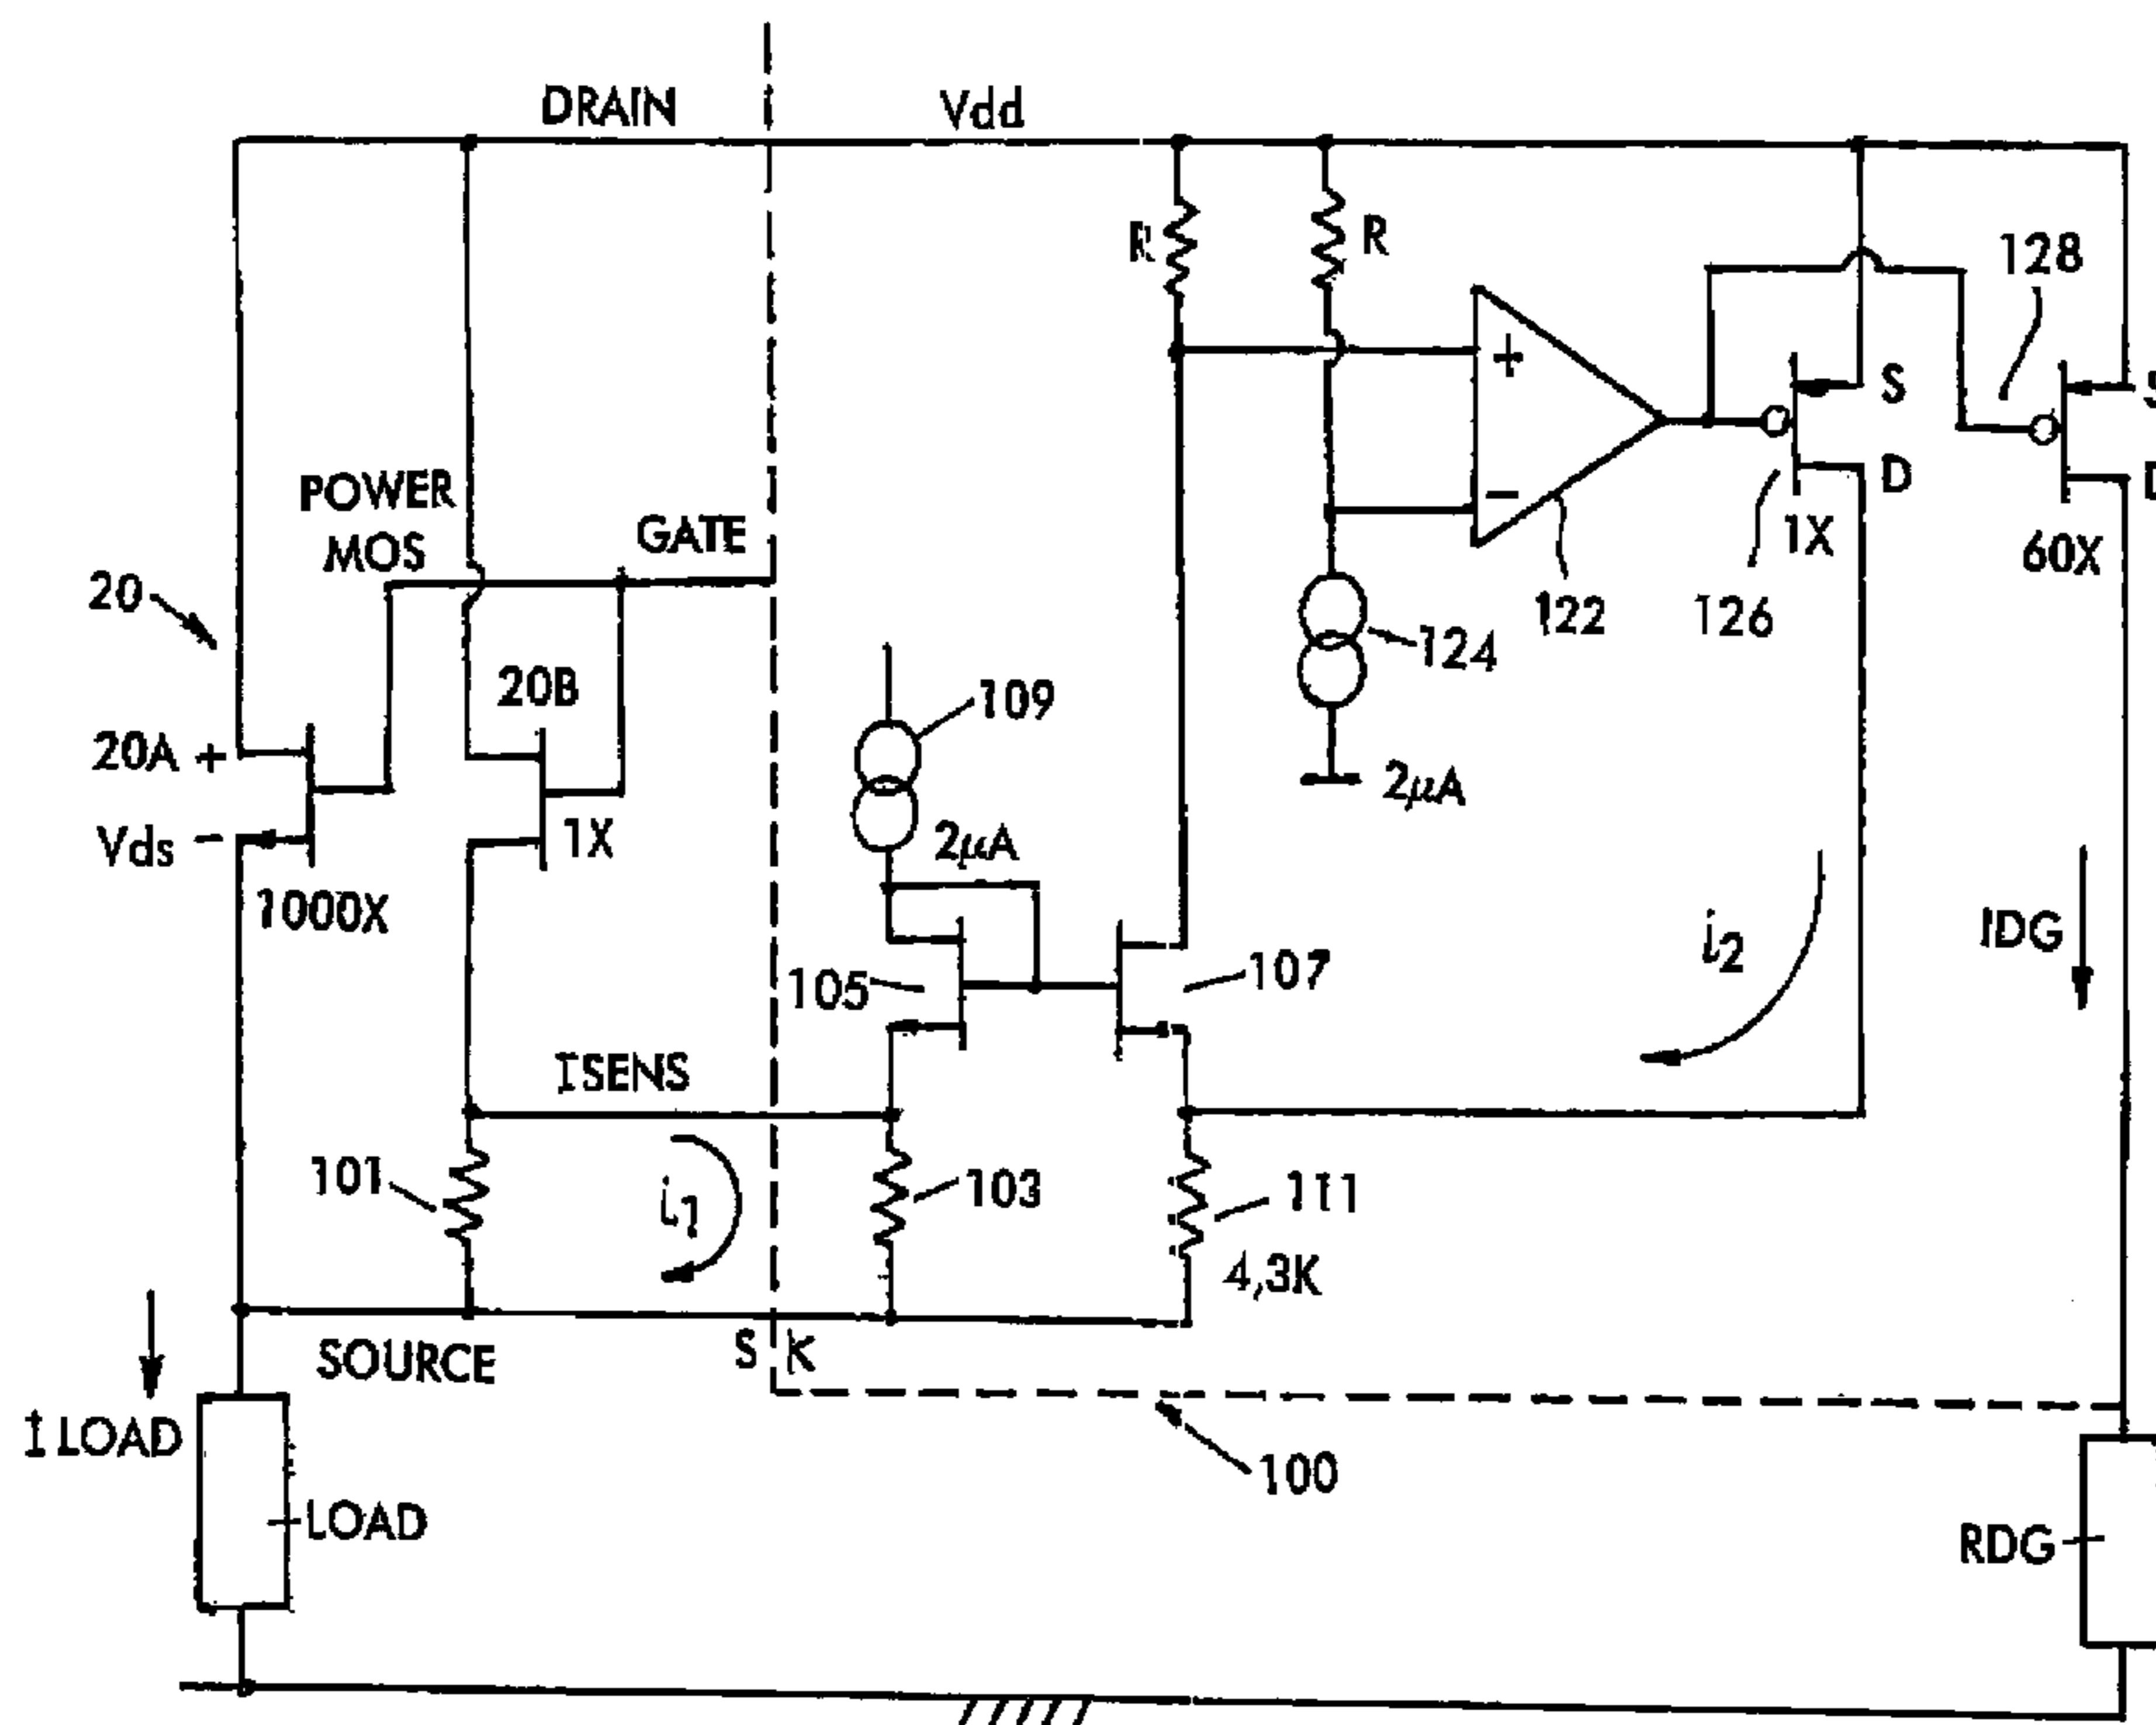 DRAIN
Vdd
R
R
128
+
S
S
POWER
MOS
GATE
−
D
D
1X
60X
20
122
126
124
20B
109
20A +
2μA
Vds −
1X
2μA
1000X
i2
IDG
105
107
ISENS
101
i1
103
111
4,3K
SOURCE
S
K
I LOAD
100
LOAD
RDG